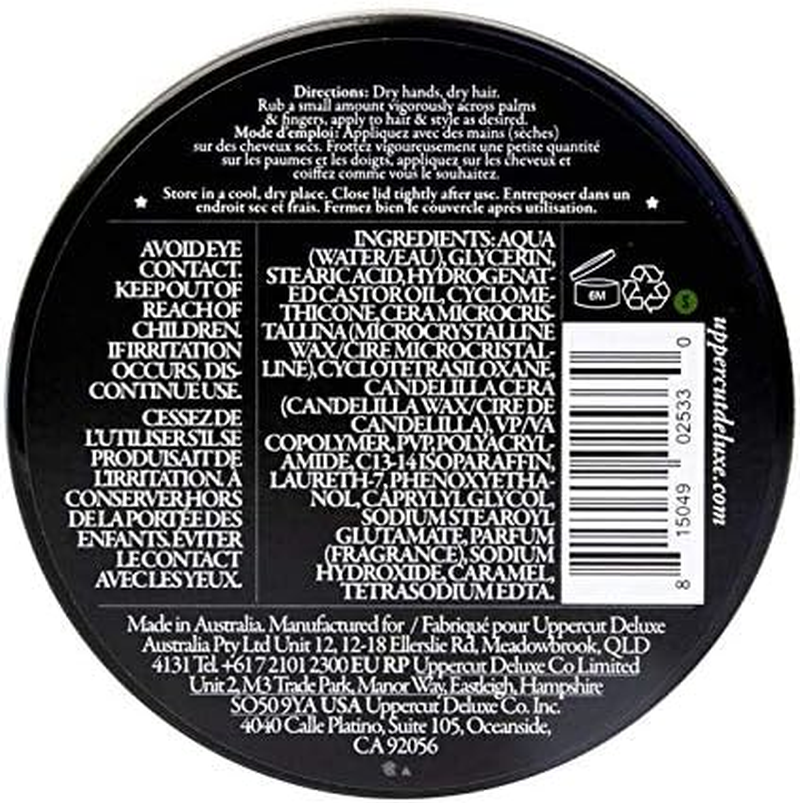 Directions: Dry hands, dry hair.
Rub a small amount vigorously across palms
& fingers, apply to hair & style as desired.
Mode d'emploi: Appliquez avec des mains (sèches)
sur des cheveux secs. Frottez vigoureusement une petite quantité
sur les paumes et les doigts, appliquez sur les cheveux et
coiffez comme vous le souhaitez.
Store in a cool, dry place. Close lid tightly after use. Entreposer dans un
endroit sec et frais. Fermez bien le couvercle après utilisation.
AVOID EYE
CONTACT.
KEEP OUT OF
REACH OF
CHILDREN.
IF IRRITATION
OCCURS, DIS-
CONTINUE USE.
CESSEZ DE
L'UTILISER S'IL SE
PRODUISAIT DE
L'IRRITATION. À
CONSERVER HORS
DE LA PORTÉE DES
ENFANTS. ÉVITER
LE CONTACT
AVEC LES YEUX.
INGREDIENTS: AQUA
(WATER/EAU), GLYCERIN,
STEARIC ACID, HYDROGENAT-
ED CASTOR OIL, CYCLOME-
THICONE, CERA MICROCRIS-
TALLINA (MICROCRYSTALLINE
WAX/CIRE MICROCRISTAL-
LINE), CYCLOTETRASILOXANE,
CANDELILLA CERA
(CANDELILLA WAX/CIRE DE
CANDELILLA), VP/VA
COPOLYMER, PVP, POLYACRYL-
AMIDE, C13-14 ISOPARAFFIN,
LAURETH-7, PHENOXYETHA-
NOL, CAPRYLYL GLYCOL,
SODIUM STEAROYL
GLUTAMATE, PARFUM
(FRAGRANCE), SODIUM
HYDROXIDE, CARAMEL,
TETRASODIUM EDTA.
6M
8 15049 02533 0
uppercutdeluxe.com
Made in Australia. Manufactured for / Fabriqué pour Uppercut Deluxe
Australia Pty Ltd Unit 12, 12-18 Ellerslie Rd, Meadowbrook, QLD
4131 Tel. +61 7 2101 2300 EU RP Uppercut Deluxe Co Limited
Unit 2, M3 Trade Park, Manor Way, Eastleigh, Hampshire
SO50 9YA USA Uppercut Deluxe Co. Inc.
4040 Calle Platino, Suite 105, Oceanside,
CA 92056